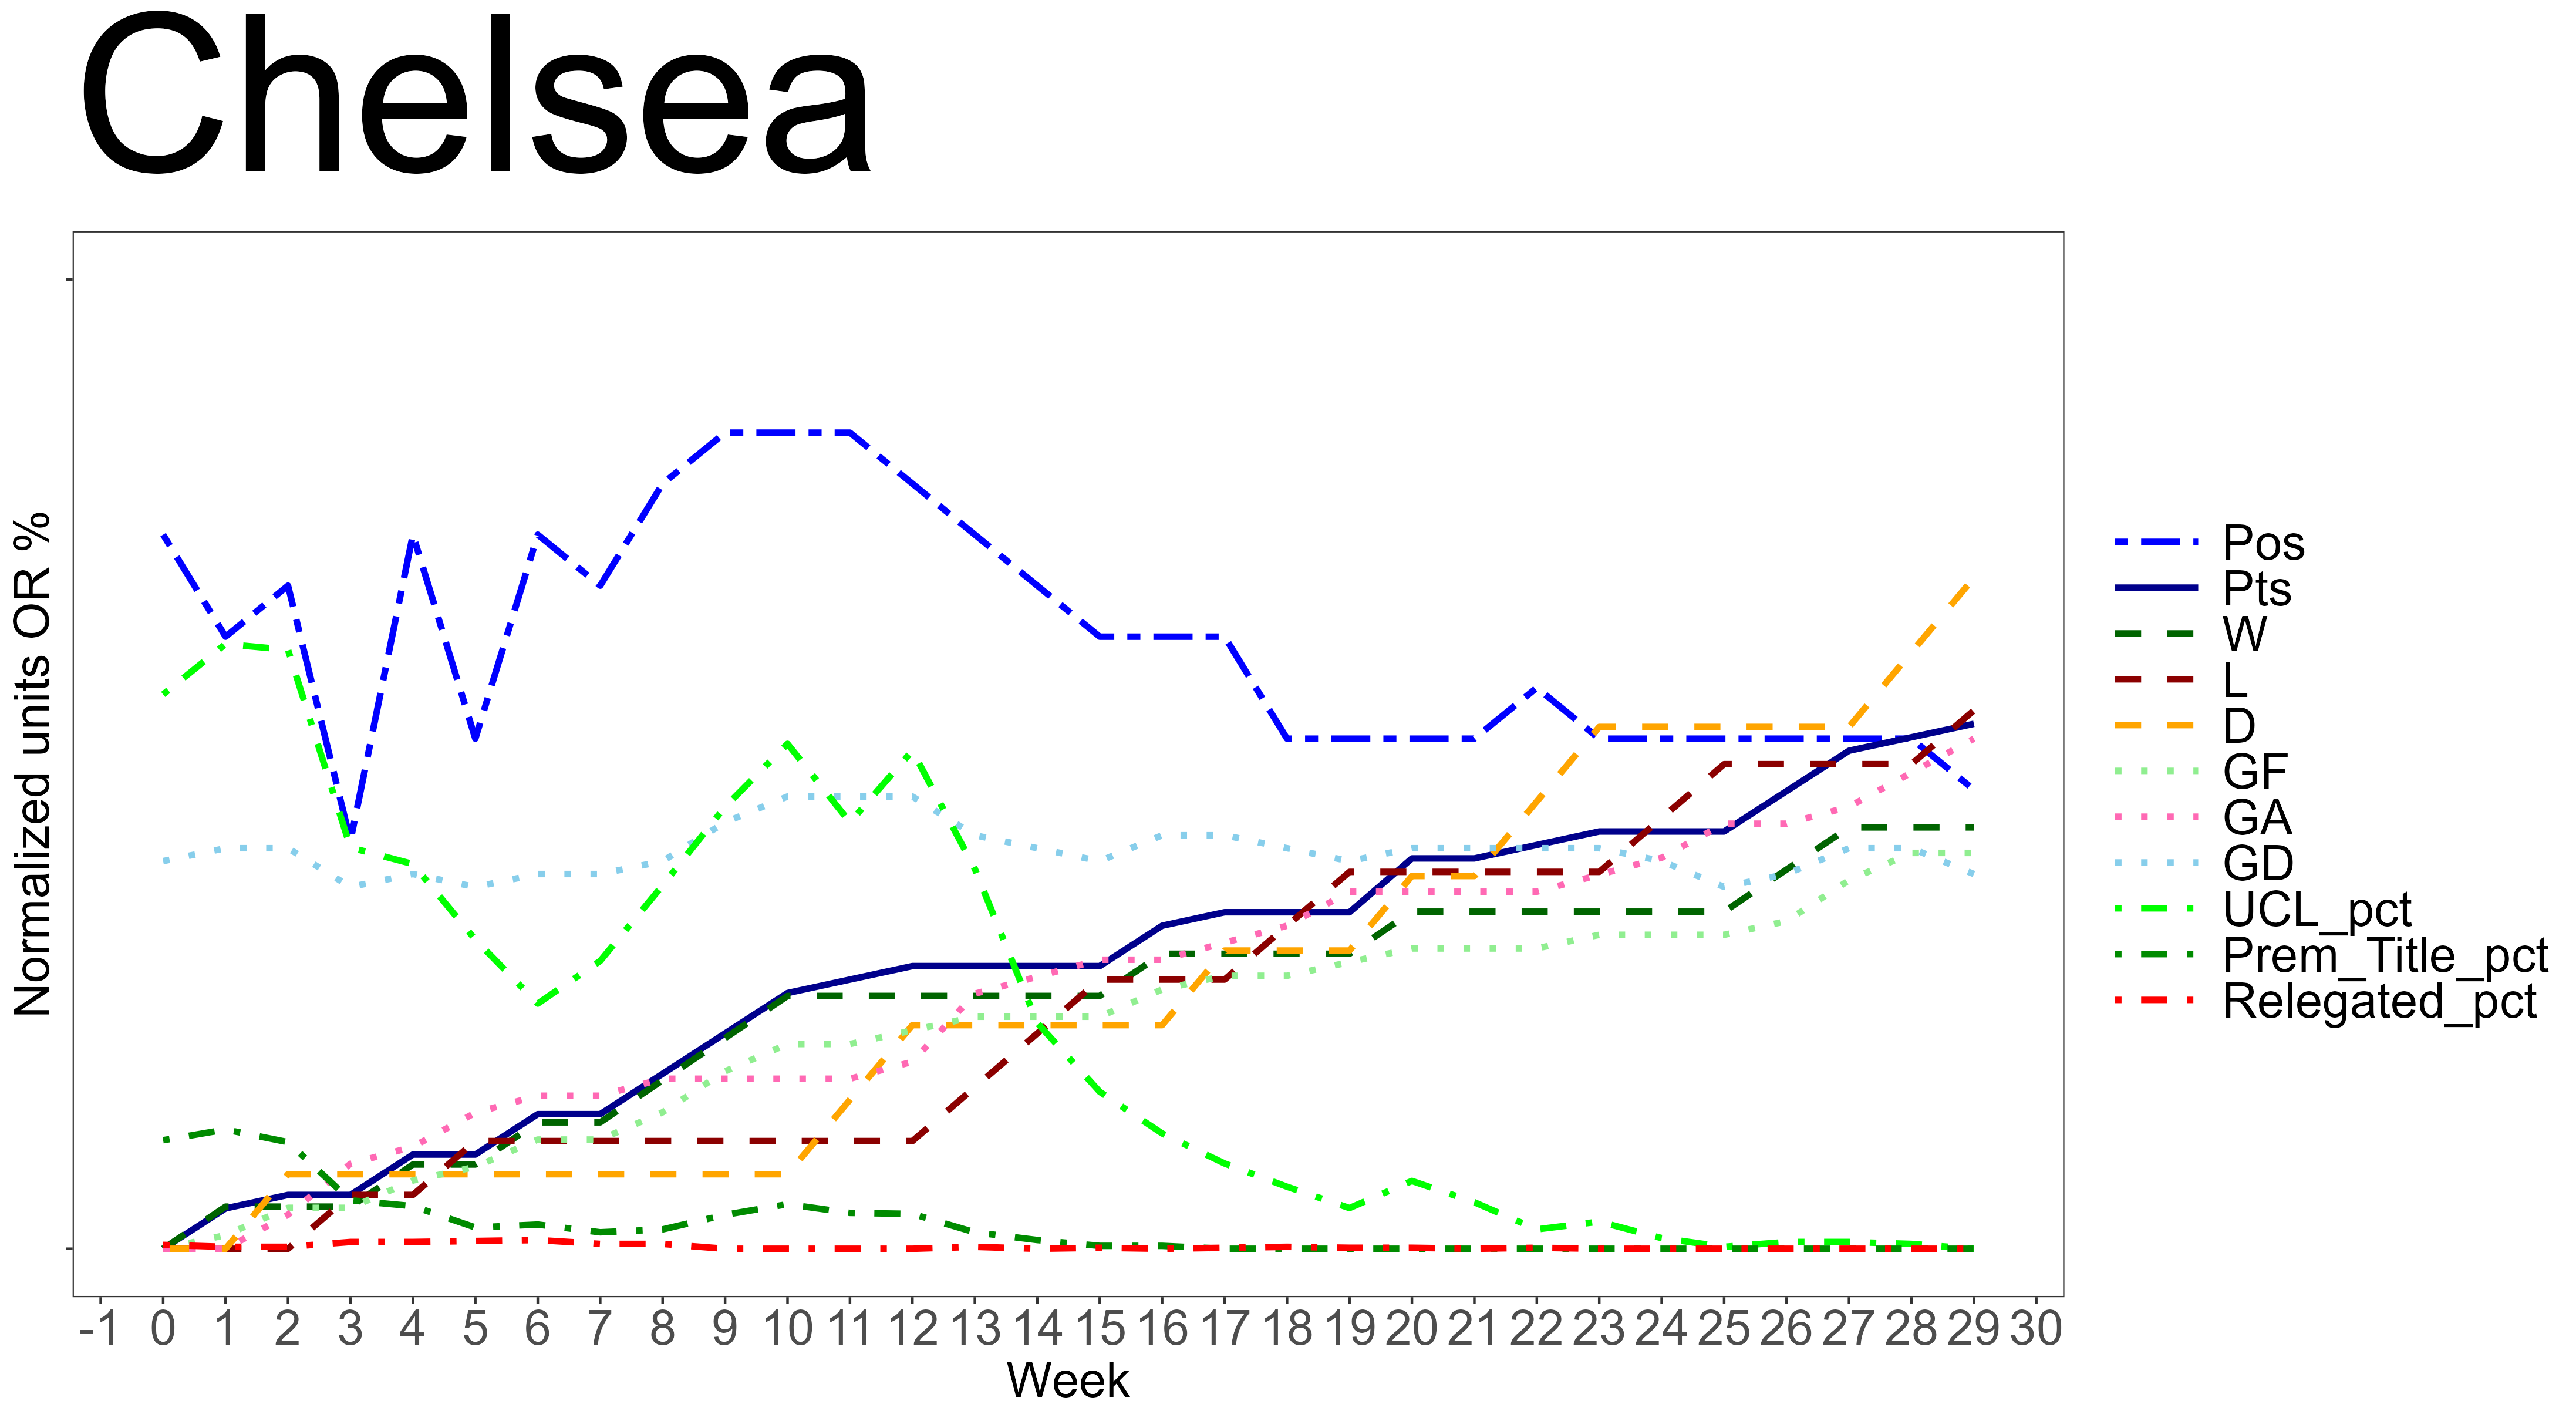 Chelsea
Normalized units OR %
Pos
Pts
W
L
D
GF
GA
GD
UCL_pct
Prem_Title_pct
Relegated_pct
-1 0 1 2 3 4 5 6 7 8 9 10 11 12 13 14 15 16 17 18 19 20 21 22 23 24 25 26 27 28 29 30
Week